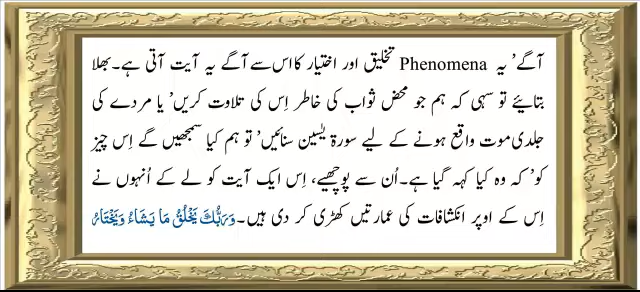 آگے' یہ Phenomena تخلیق اور اختیار کا اس سے آگے یہ آیت آتی ہے۔ بھلا
بتایئے تو سہی کہ ہم جو محض ثواب کی خاطر اِس کی تلاوت کریں' یا مردے کی
جلدی موت واقع ہونے کے لیے سورۃ یٰسین سنائیں' تو ہم کیا سمجھیں گے اِس چیز
کو' کہ وہ کیا کہہ گیا ہے۔ اُن سے پوچھیے، اِس ایک آیت کو لے کے اُنہوں نے
اِس کے اوپر انکشافات کی عمارتیں کھڑی کر دی ہیں۔ وَرَبُّكَ يَخْلُقُ مَا يَشَاءُ وَيَخْتَارُ